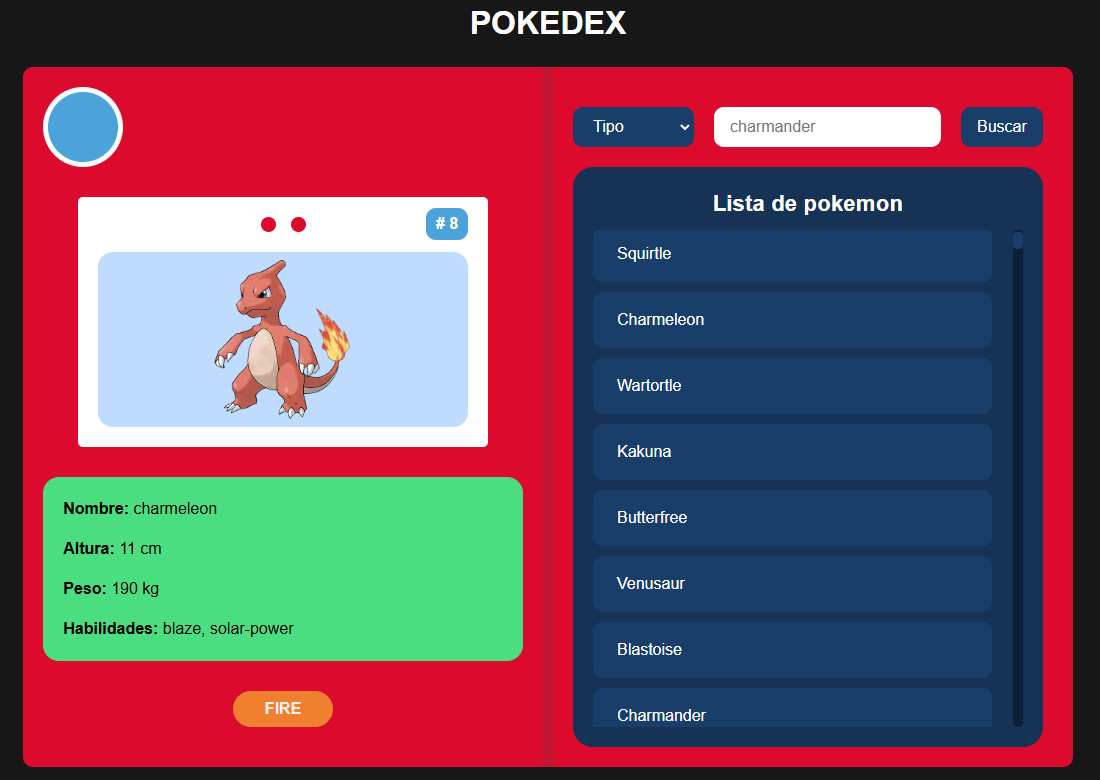 POKEDEX
# 8
Nombre: charmeleon
Altura: 11 cm
Peso: 190 kg
Habilidades: blaze, solar-power
FIRE
Tipo
charmander
Buscar
Lista de pokemon
Squirtle
Charmeleon
Wartortle
Kakuna
Butterfree
Venusaur
Blastoise
Charmander